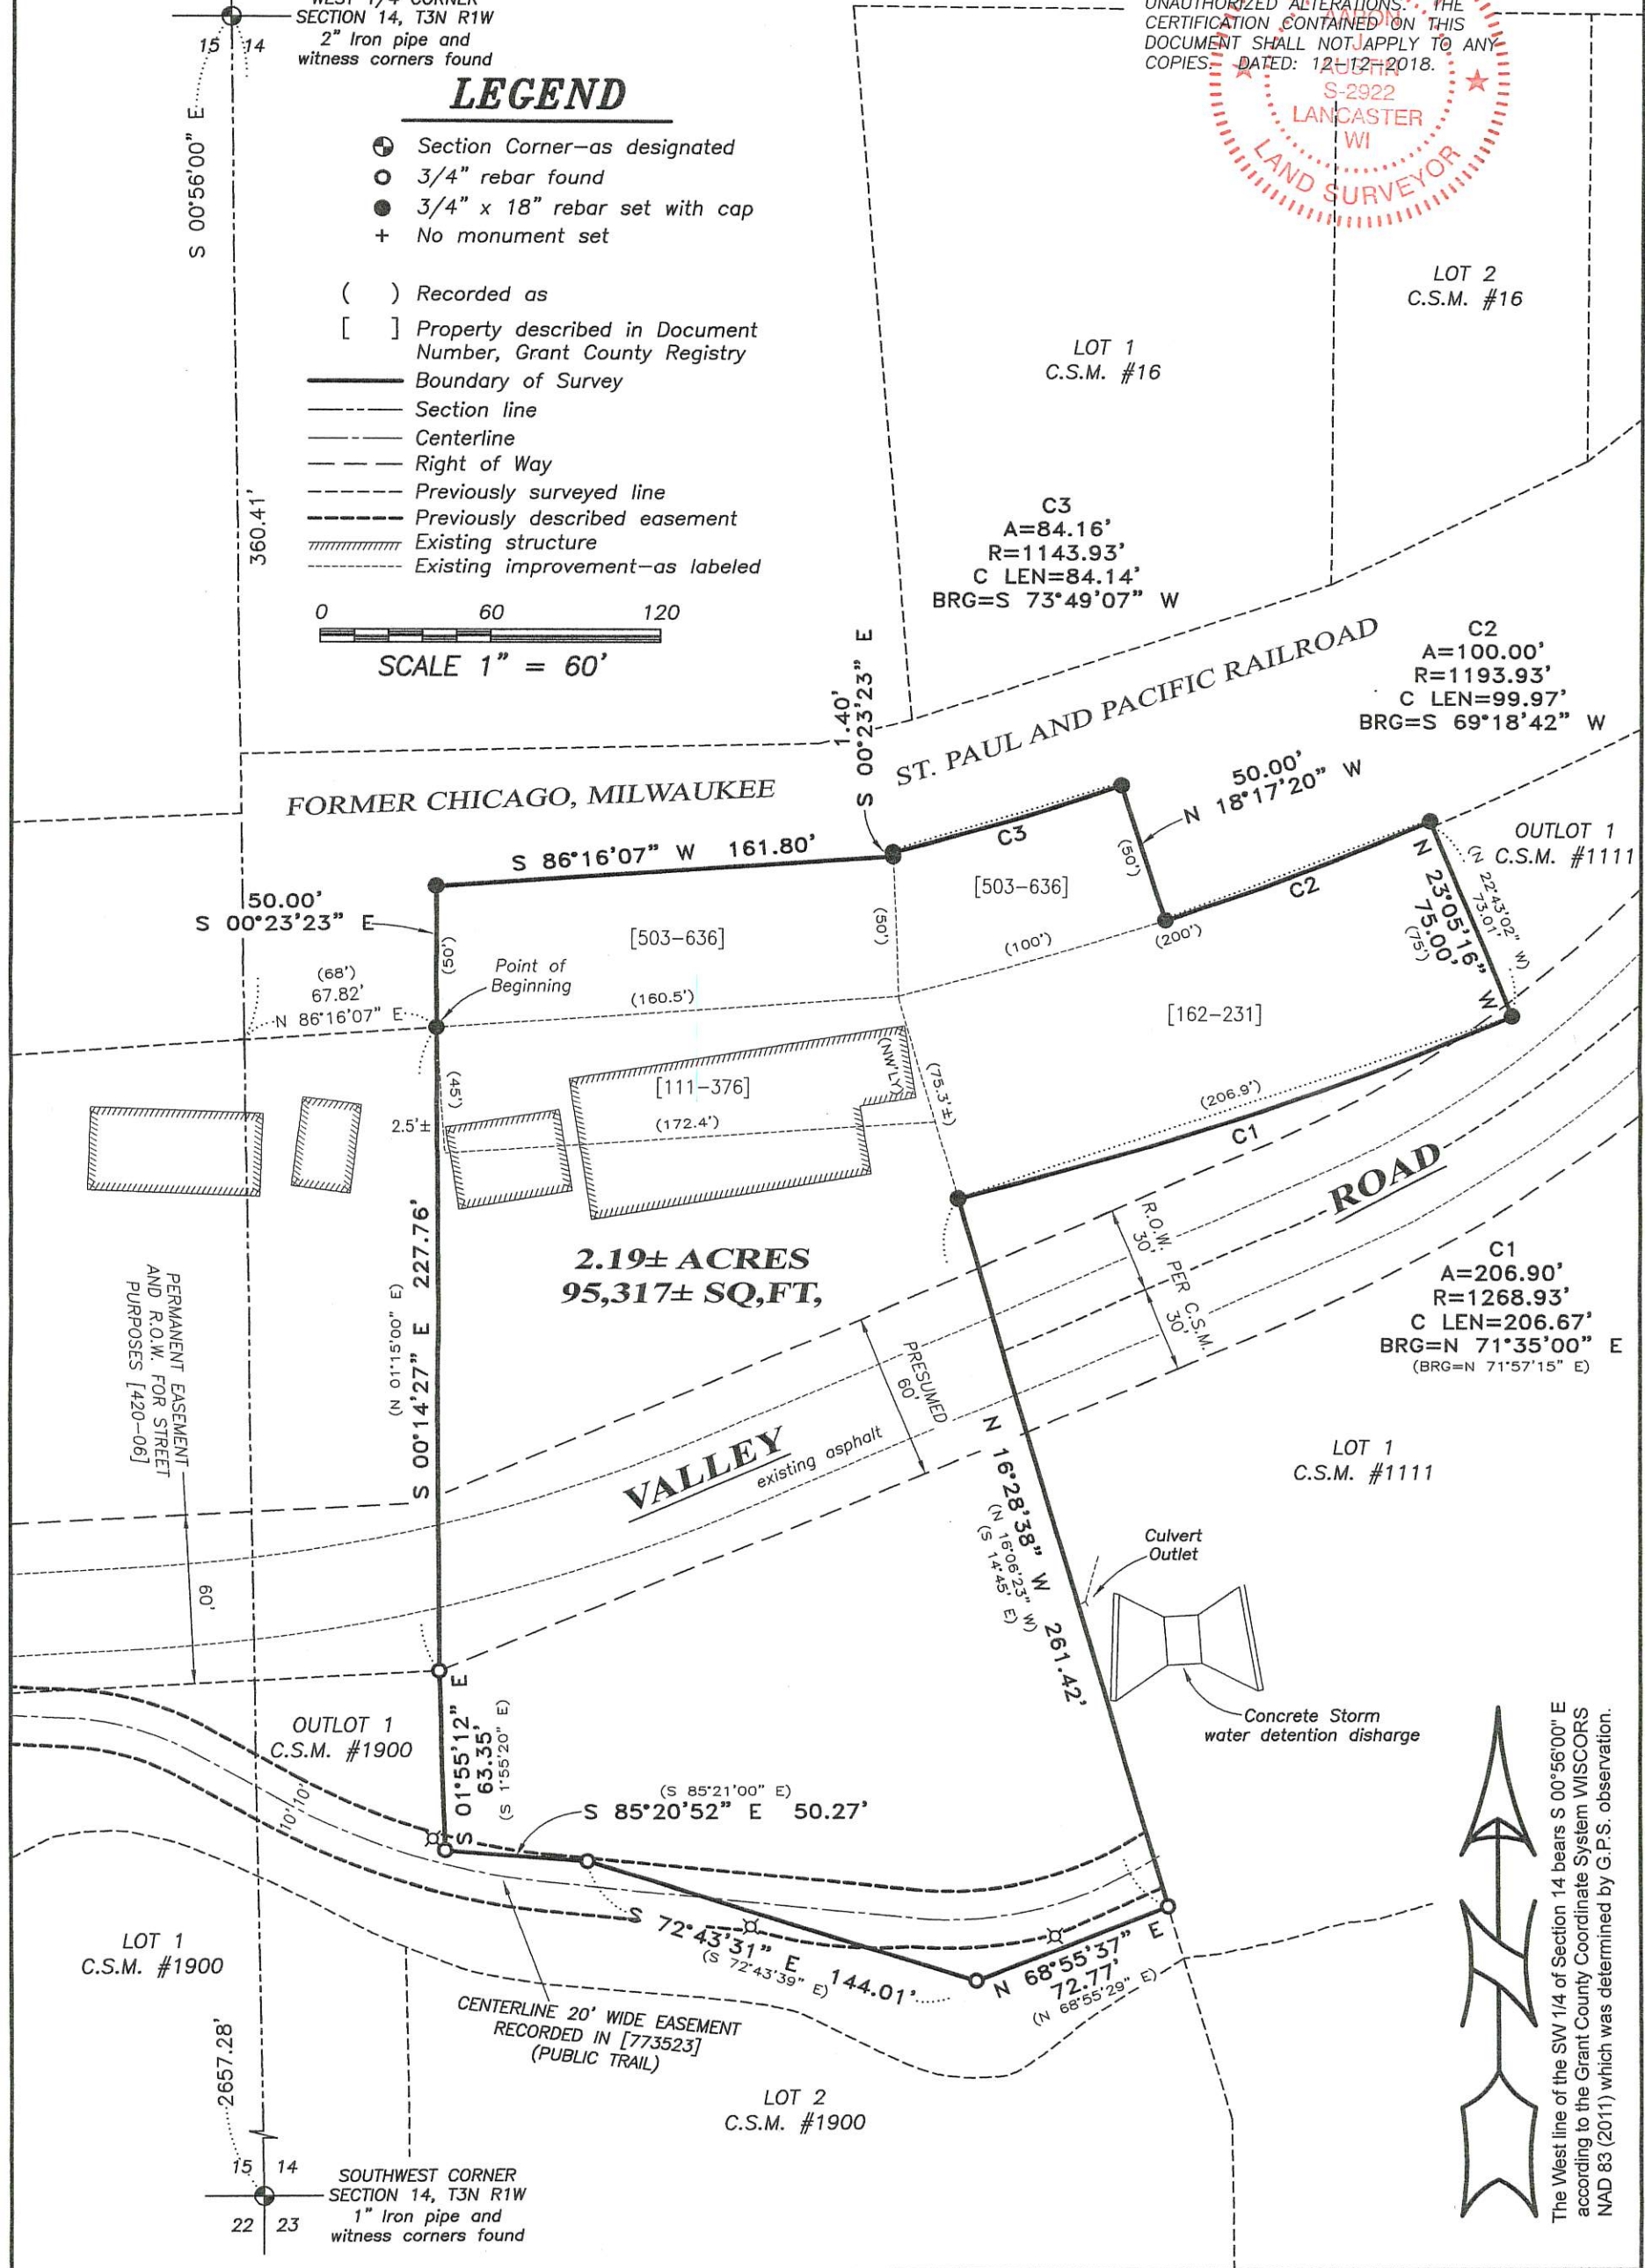 WEST 1/4 CORNER
SECTION 14, T3N R1W
2" Iron pipe and
witness corners found
15 14
S 00°56'00" E
360.41'
LEGEND
Section Corner-as designated
3/4" rebar found
3/4" x 18" rebar set with cap
+ No monument set
( ) Recorded as
[ ] Property described in Document
Number, Grant County Registry
Boundary of Survey
Section line
Centerline
Right of Way
Previously surveyed line
Previously described easement
Existing structure
Existing improvement-as labeled
0 60 120
SCALE 1" = 60'
UNAUTHORIZED ALTERATIONS. THE
CERTIFICATION CONTAINED ON THIS
DOCUMENT SHALL NOT APPLY TO ANY
COPIES. DATED: 12-12-2018.
AARON
J
AUSTIN
S-2922
LANCASTER
WI
LAND SURVEYOR
LOT 2
C.S.M. #16
LOT 1
C.S.M. #16
C3
A=84.16'
R=1143.93'
C LEN=84.14'
BRG=S 73°49'07" W
C2
A=100.00'
R=1193.93'
C LEN=99.97'
BRG=S 69°18'42" W
1.40'
S 00°23'23" E
FORMER CHICAGO, MILWAUKEE
ST. PAUL AND PACIFIC RAILROAD
50.00'
N 18°17'20" W
(50')
OUTLOT 1
C.S.M. #1111
S 86°16'07" W 161.80'
C3
C2
[503-636]
[503-636]
50.00'
S 00°23'23" E
(50')
(50')
(100')
(200')
N 23°05'16" W
75.00'
(75')
(N 22°43'02" W)
73.01'
(68')
67.82'
N 86°16'07" E
Point of
Beginning
(160.5')
[162-231]
(45')
2.5'±
[111-376]
(172.4')
(NW'LY)
(75.3'±)
(206.9')
C1
2.19± ACRES
95,317± SQ,FT,
ROAD
R.O.W. PER C.S.M.
30'
30'
C1
A=206.90'
R=1268.93'
C LEN=206.67'
BRG=N 71°35'00" E
(BRG=N 71°57'15" E)
S 00°14'27" E 227.76'
(N 01°15'00" E)
PERMANENT EASEMENT
AND R.O.W. FOR STREET
PURPOSES [420-06]
60'
PRESUMED
60'
VALLEY
existing asphalt
N 16°28'38" W 261.42'
(N 16°06'23" W)
(S 14°45' E)
LOT 1
C.S.M. #1111
Culvert
Outlet
Concrete Storm
water detention disharge
OUTLOT 1
C.S.M. #1900
10' 10'
S 01°55'12" E
63.35'
(S 1°55'20" E)
(S 85°21'00" E)
S 85°20'52" E 50.27'
S 72°43'31" E 144.01'
(S 72°43'39" E)
N 68°55'37" E
72.77'
(N 68°55'29" E)
LOT 1
C.S.M. #1900
CENTERLINE 20' WIDE EASEMENT
RECORDED IN [773523]
(PUBLIC TRAIL)
LOT 2
C.S.M. #1900
2657.28'
15 14
22 23
SOUTHWEST CORNER
SECTION 14, T3N R1W
1" Iron pipe and
witness corners found
The West line of the SW 1/4 of Section 14 bears S 00°56'00" E
according to the Grant County Coordinate System WISCORS
NAD 83 (2011) which was determined by G.P.S. observation.